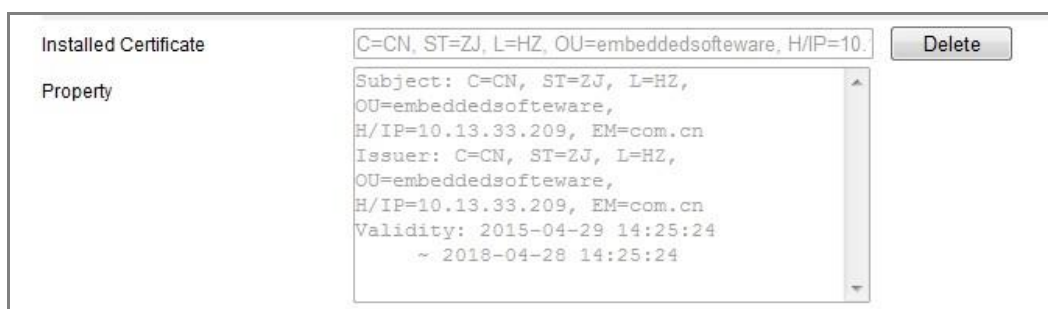 Installed Certificate C=CN, ST=ZJ, L=HZ, OU=embeddedsofteware, H/IP=10. Delete
Property
Subject: C=CN, ST=ZJ, L=HZ,
OU=embeddedsofteware,
H/IP=10.13.33.209, EM=com.cn
Issuer: C=CN, ST=ZJ, L=HZ,
OU=embeddedsofteware,
H/IP=10.13.33.209, EM=com.cn
Validity: 2015-04-29 14:25:24
~ 2018-04-28 14:25:24